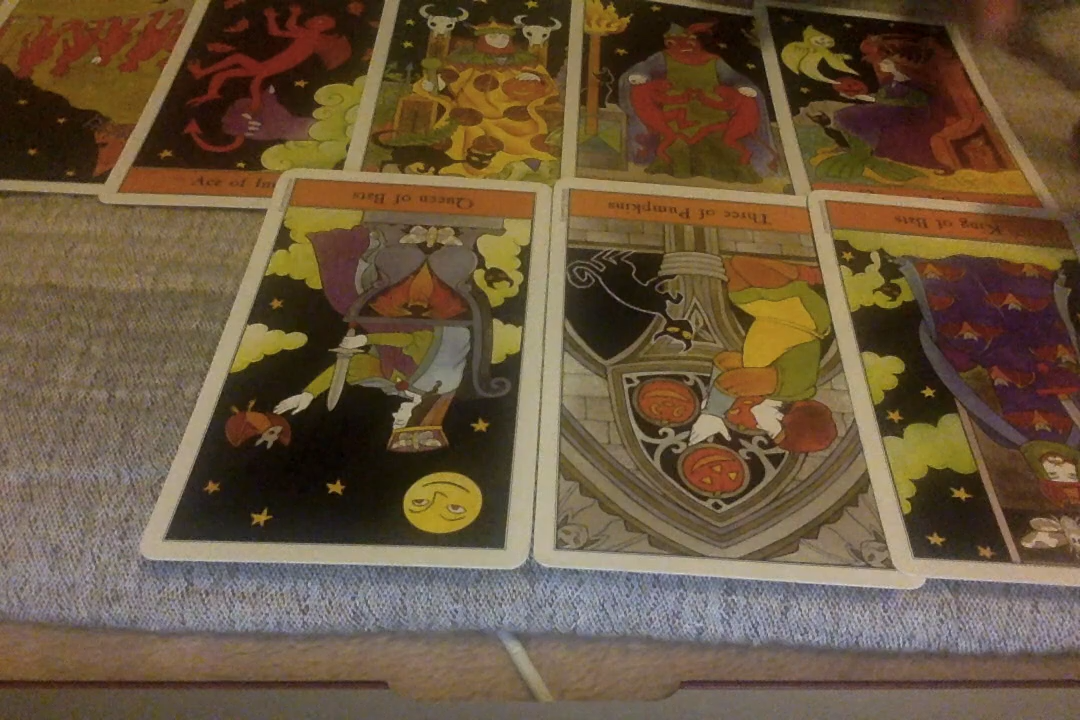 Ace of Im
Queen of Bats
Three of Pumpkins
King of Bats